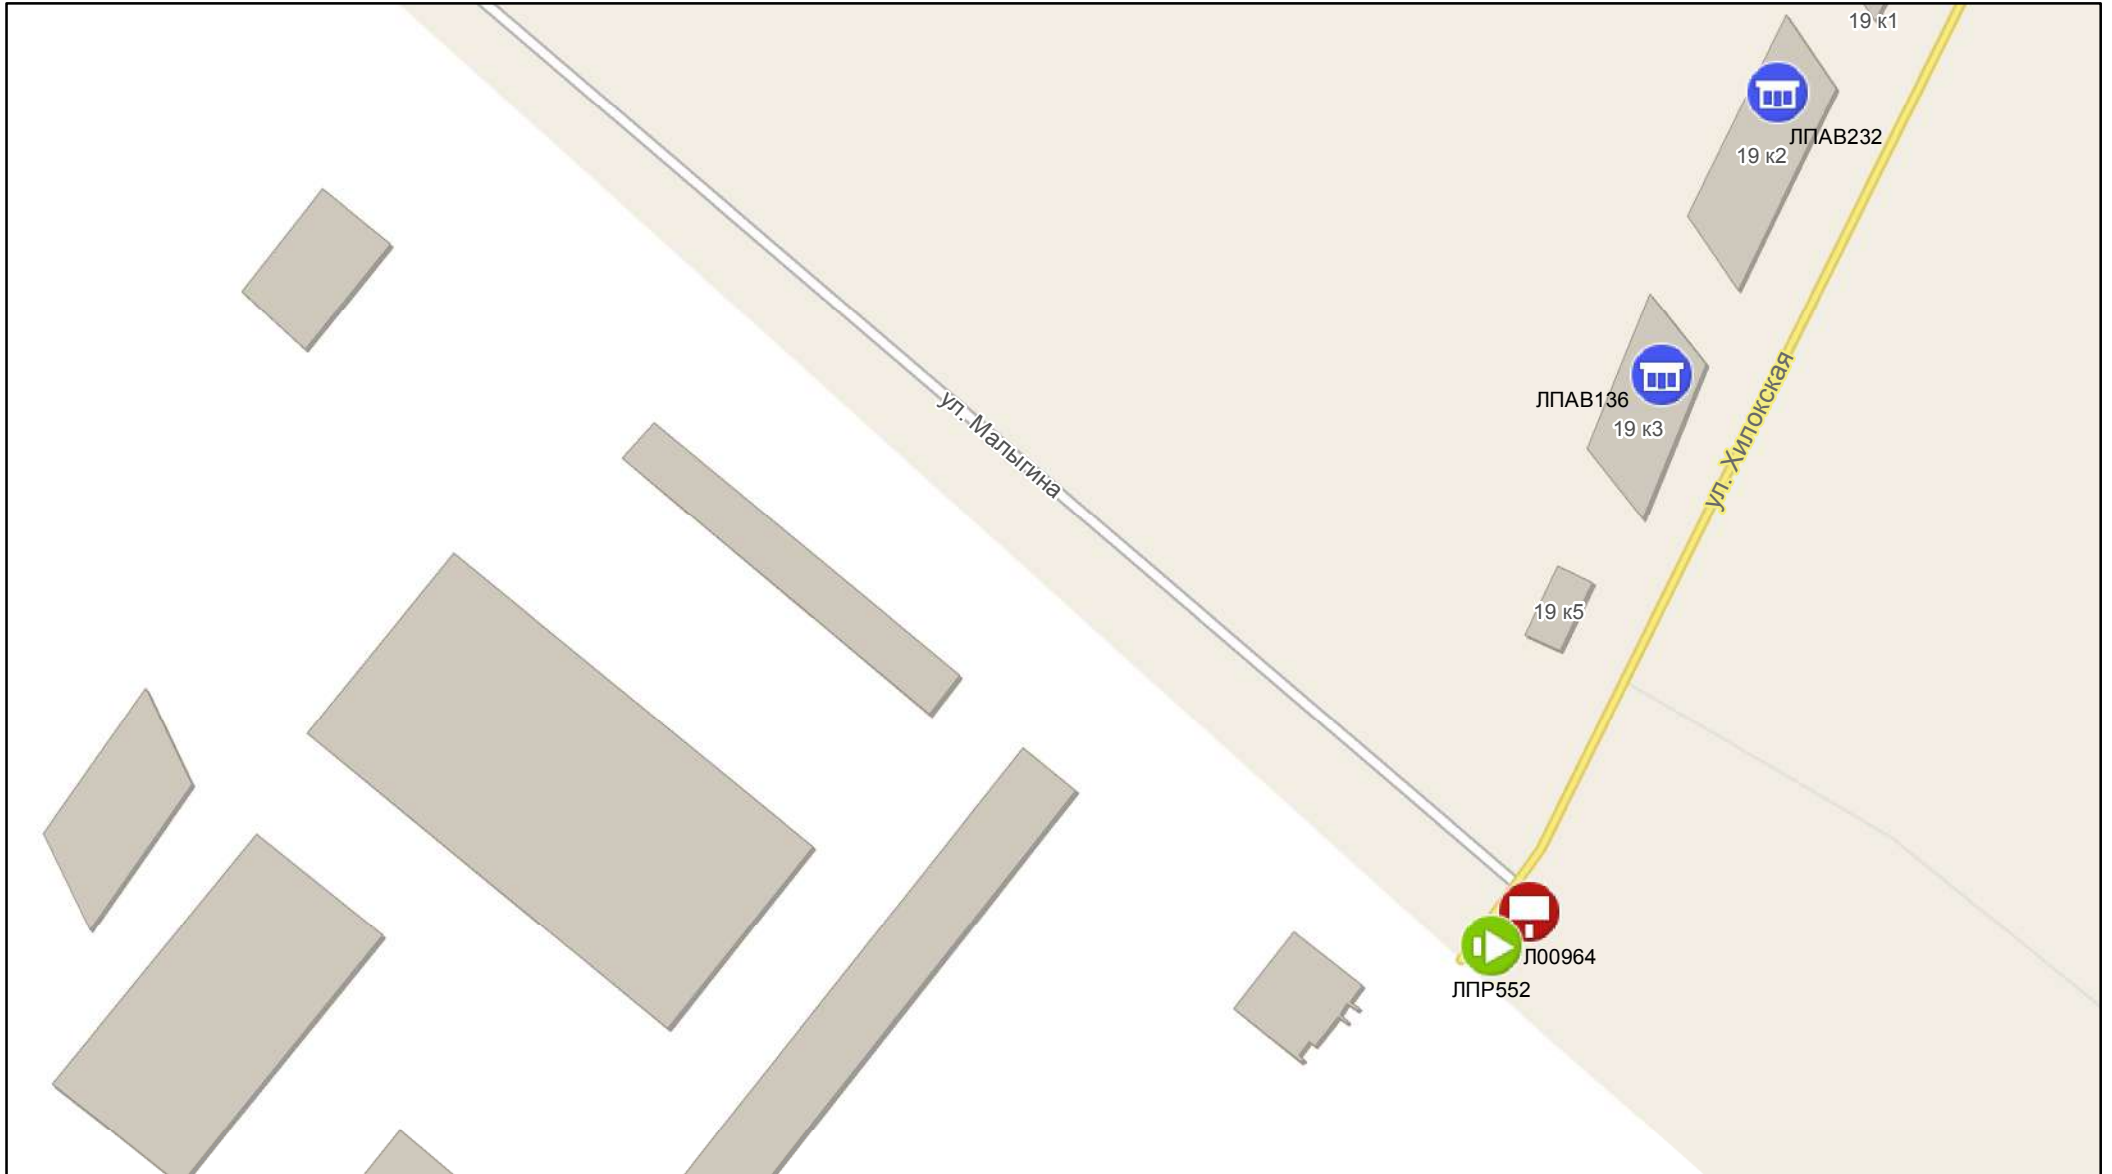 19 к1
ЛПАВ232
19 к2
ул. Хилокская
ЛПАВ136
19 к3
ул. Малыгина
19 к5
Л00964
ЛПР552